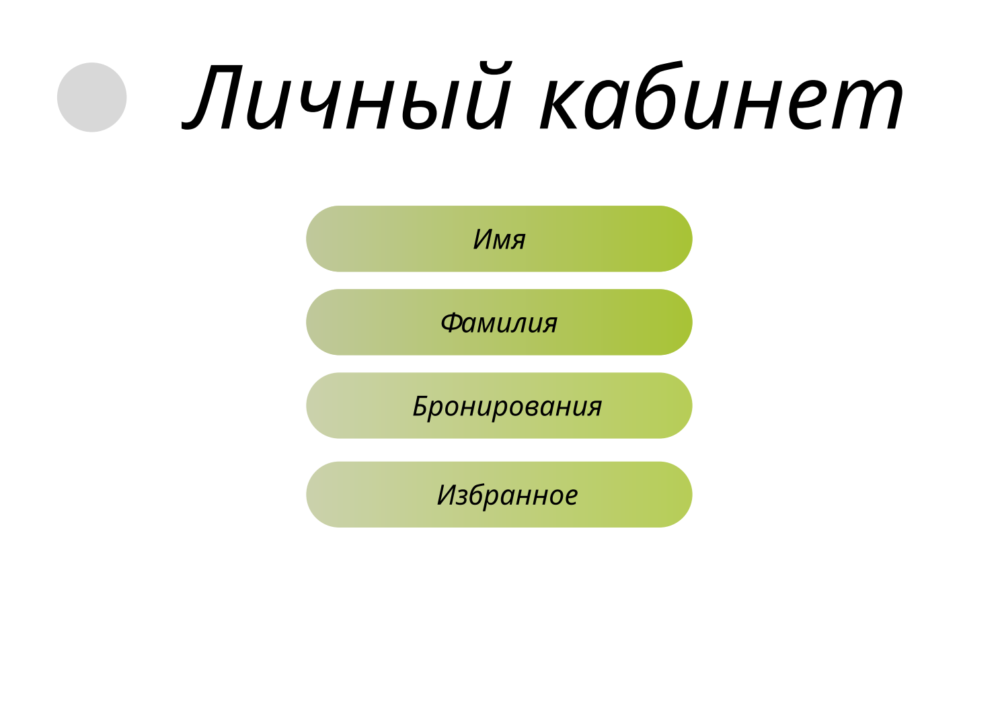 Личный кабинет
Имя
Фамилия
Бронирования
Избранное